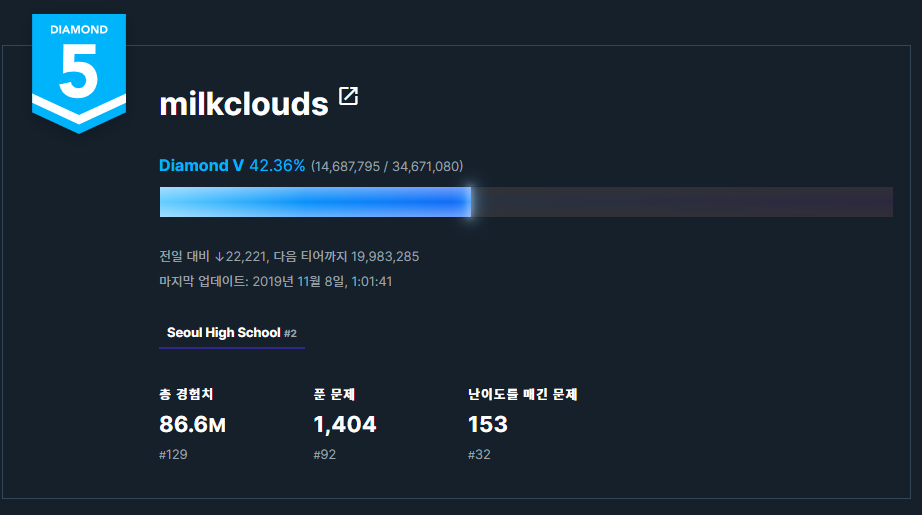 DIAMOND
5
milkclouds
Diamond V 42.36% (14,687,795 / 34,671,080)
전일 대비 ↓22,221, 다음 티어까지 19,983,285
마지막 업데이트: 2019년 11월 8일, 1:01:41
Seoul High School #2
총 경험치 푼 문제 난이도를 매긴 문제
86.6M 1,404 153
#129 #92 #32